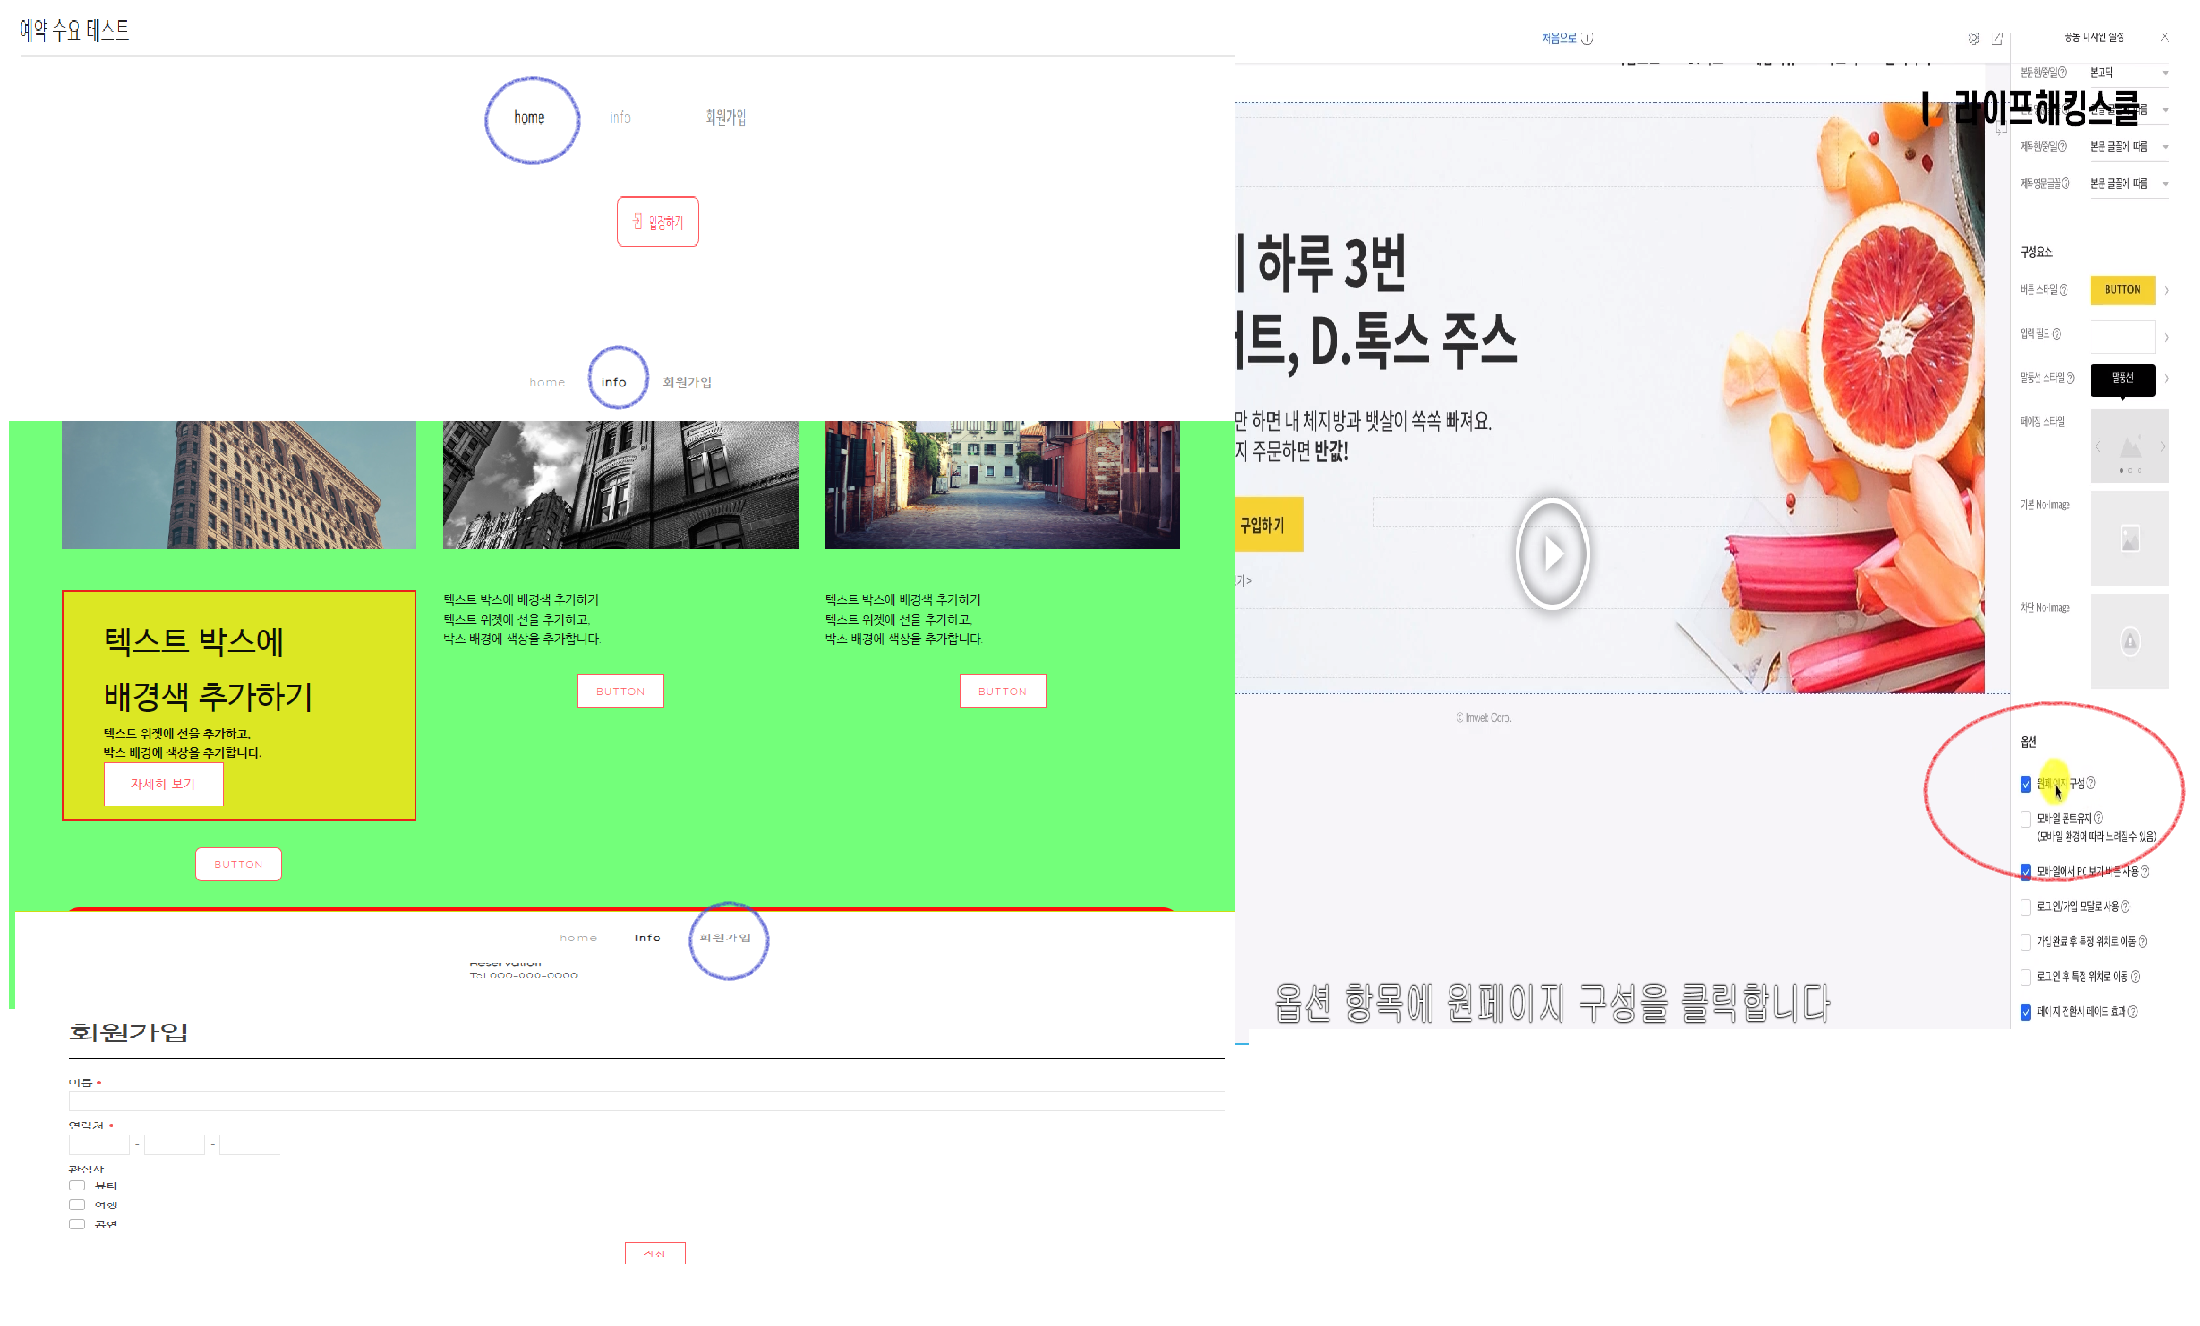 예약 수요 테스트
home
info
회원가입
입장하기
home
info
회원가입
텍스트 박스에
배경색 추가하기
텍스트 위젯에 선을 추가하고,
박스 배경에 색상을 추가합니다.
자세히 보기
BUTTON
텍스트 박스에 배경색 추가하기
텍스트 위젯에 선을 추가하고,
박스 배경에 색상을 추가합니다.
BUTTON
텍스트 박스에 배경색 추가하기
텍스트 위젯에 선을 추가하고,
박스 배경에 색상을 추가합니다.
BUTTON
home
info
회원가입
Reservation
Tel 000-000-0000
회원가입
이름 *
연락처 *
관심사
뷰티
여행
공연
처음으로
공통 디자인 설정
라이프해킹스쿨
하루 3번
트, D.톡스 주스
만 하면 내 체지방과 뱃살이 쏙쏙 빠져요.
지 주문하면 반값!
구입하기
기>
© Imweb Corp.
옵션 항목에 원페이지 구성을 클릭합니다
본고딕
본문 글꼴에 따름
제목영문글꼴
본문 글꼴에 따름
구성요소
버튼 스타일
BUTTON
입력 필드
말풍선 스타일
말풍선
페이징 스타일
기본 No-Image
차단 No-Image
옵션
원페이지 구성
모바일 폰트유지
(모바일 환경에 따라 느려질 수 있음)
모바일에서 PC 보기 버튼 사용
로그인/가입 모달로 사용
가입완료 후 특정 위치로 이동
로그인 후 특정 위치로 이동
페이지 전환시 페이드 효과